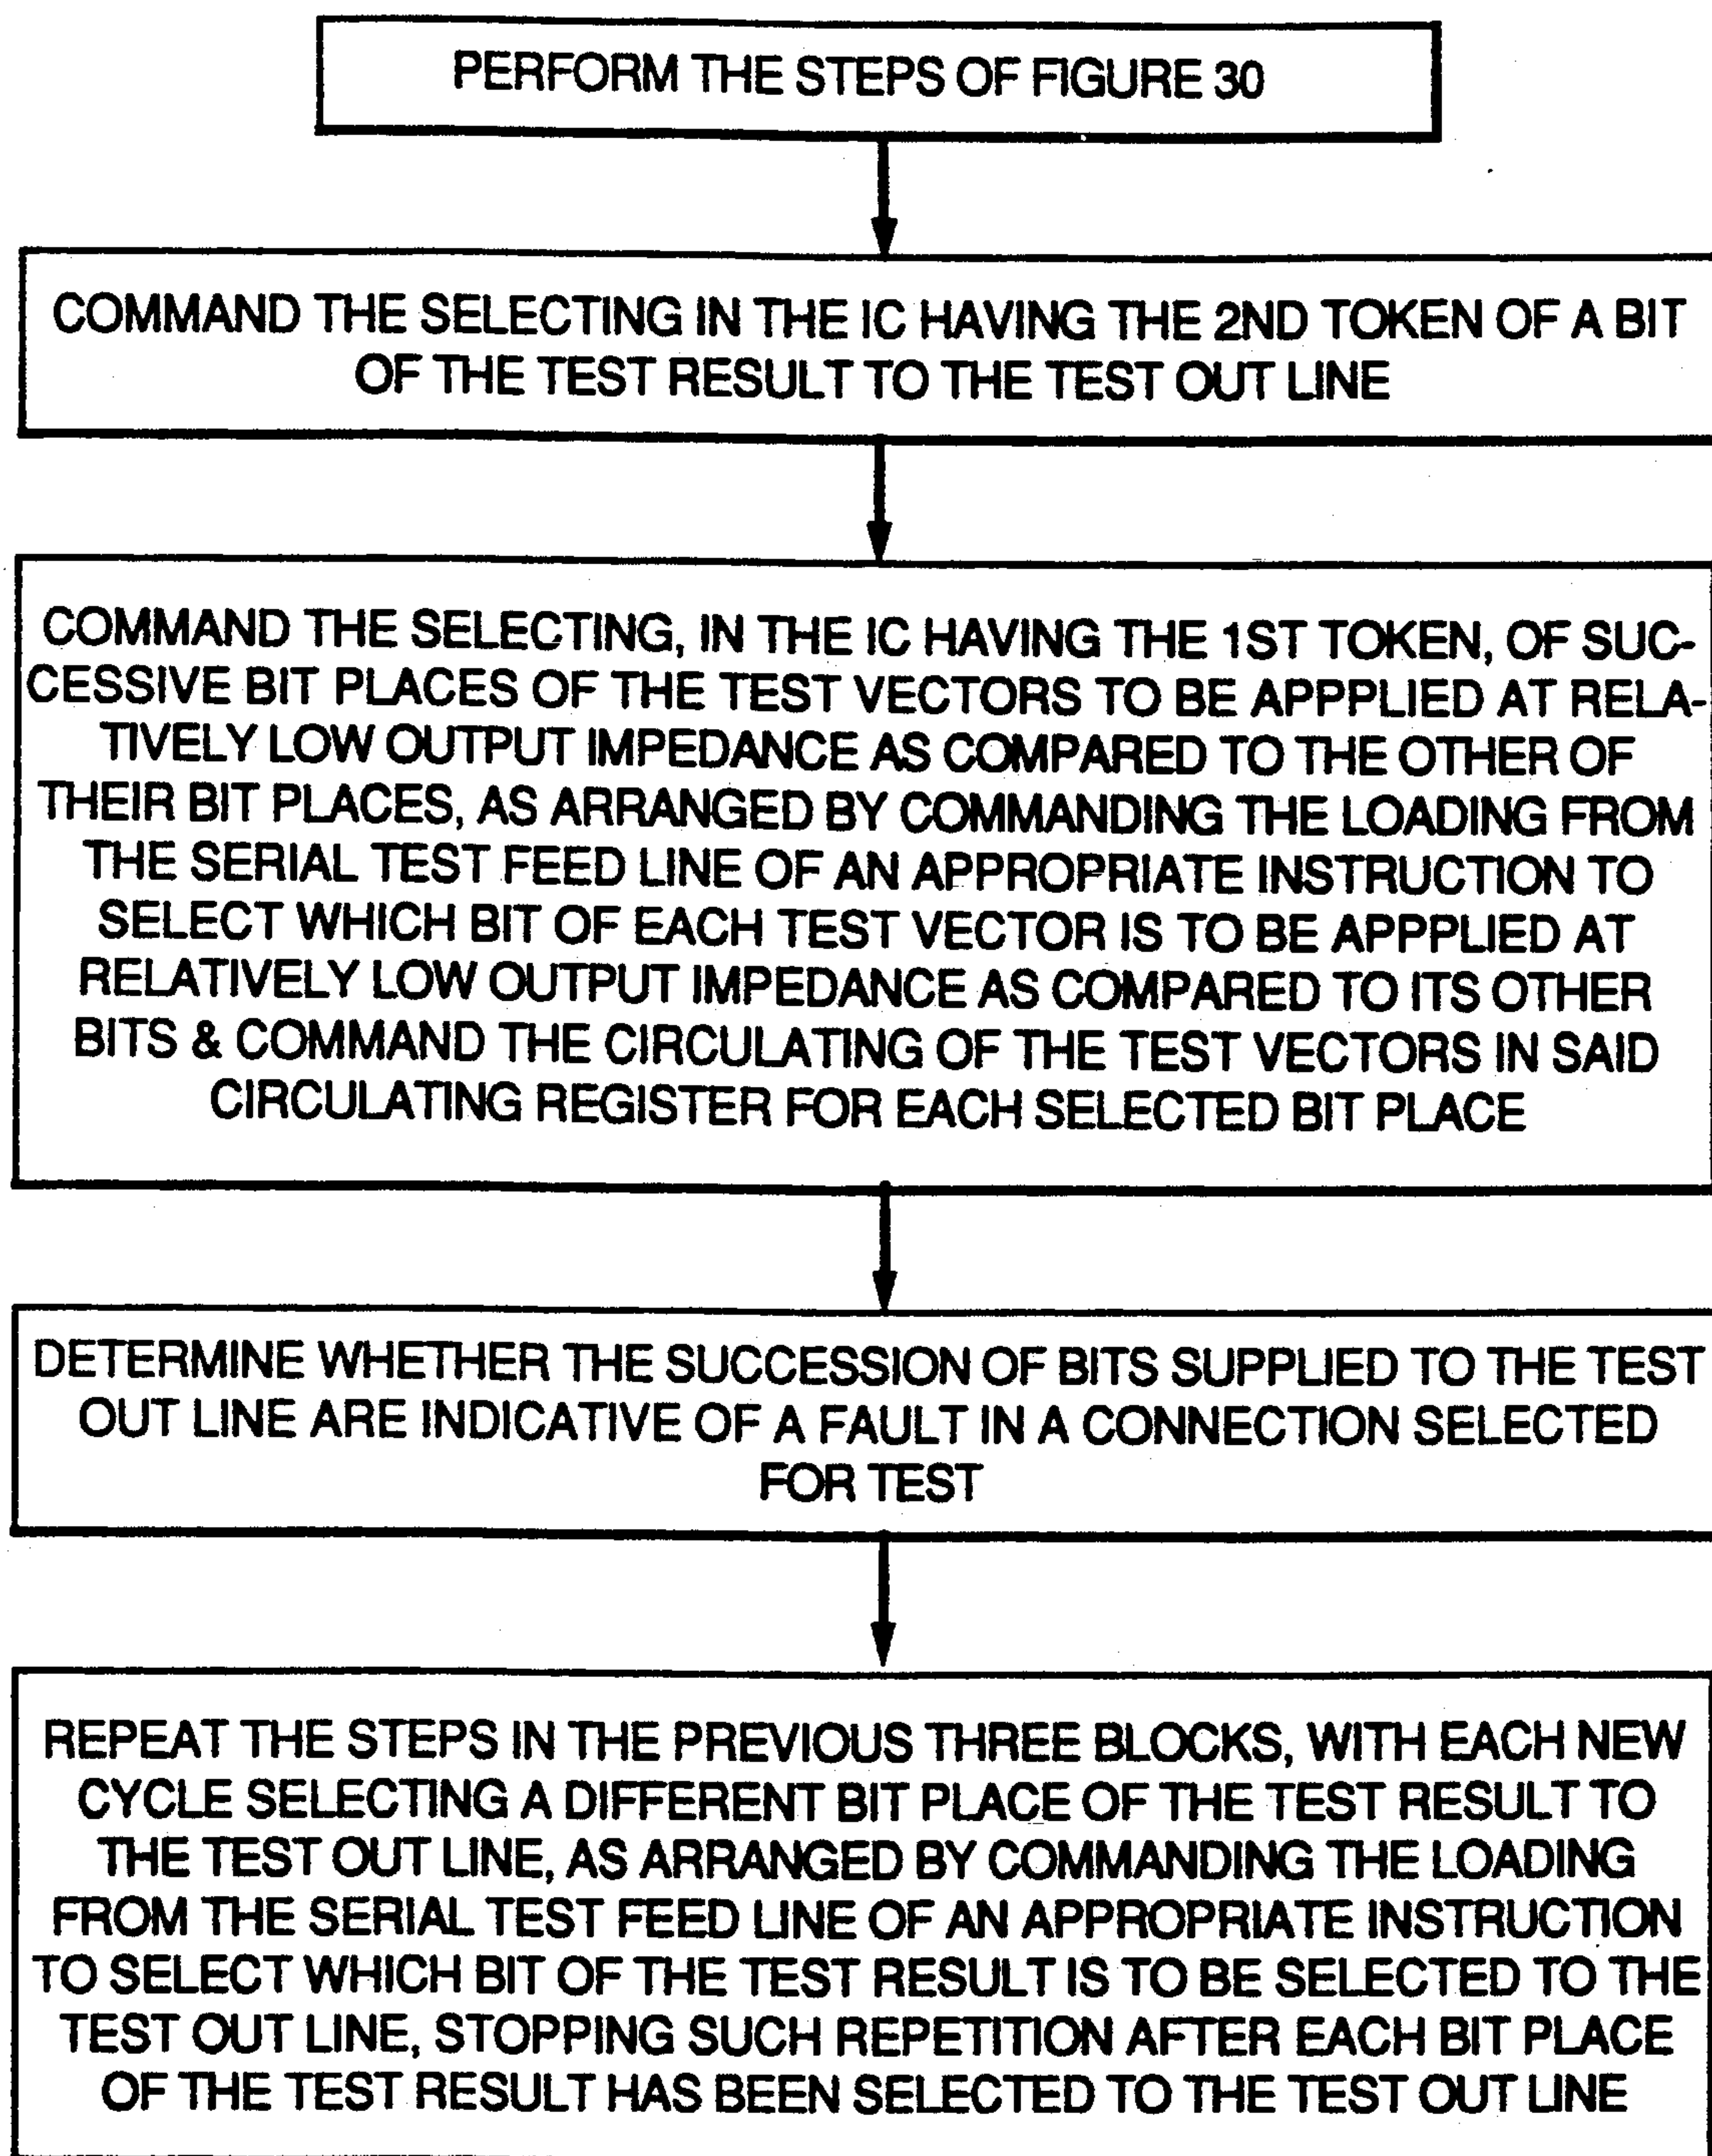 PERFORM THE STEPS OF FIGURE 30
COMMAND THE SELECTING IN THE IC HAVING THE 2ND TOKEN OF A BIT
OF THE TEST RESULT TO THE TEST OUT LINE
COMMAND THE SELECTING, IN THE IC HAVING THE 1ST TOKEN, OF SUC-
CESSIVE BIT PLACES OF THE TEST VECTORS TO BE APPPLIED AT RELA-
TIVELY LOW OUTPUT IMPEDANCE AS COMPARED TO THE OTHER OF
THEIR BIT PLACES, AS ARRANGED BY COMMANDING THE LOADING FROM
THE SERIAL TEST FEED LINE OF AN APPROPRIATE INSTRUCTION TO
SELECT WHICH BIT OF EACH TEST VECTOR IS TO BE APPPLIED AT
RELATIVELY LOW OUTPUT IMPEDANCE AS COMPARED TO ITS OTHER
BITS & COMMAND THE CIRCULATING OF THE TEST VECTORS IN SAID
CIRCULATING REGISTER FOR EACH SELECTED BIT PLACE
DETERMINE WHETHER THE SUCCESSION OF BITS SUPPLIED TO THE TEST
OUT LINE ARE INDICATIVE OF A FAULT IN A CONNECTION SELECTED
FOR TEST
REPEAT THE STEPS IN THE PREVIOUS THREE BLOCKS, WITH EACH NEW
CYCLE SELECTING A DIFFERENT BIT PLACE OF THE TEST RESULT TO
THE TEST OUT LINE, AS ARRANGED BY COMMANDING THE LOADING
FROM THE SERIAL TEST FEED LINE OF AN APPROPRIATE INSTRUCTION
TO SELECT WHICH BIT OF THE TEST RESULT IS TO BE SELECTED TO THE
TEST OUT LINE, STOPPING SUCH REPETITION AFTER EACH BIT PLACE
OF THE TEST RESULT HAS BEEN SELECTED TO THE TEST OUT LINE